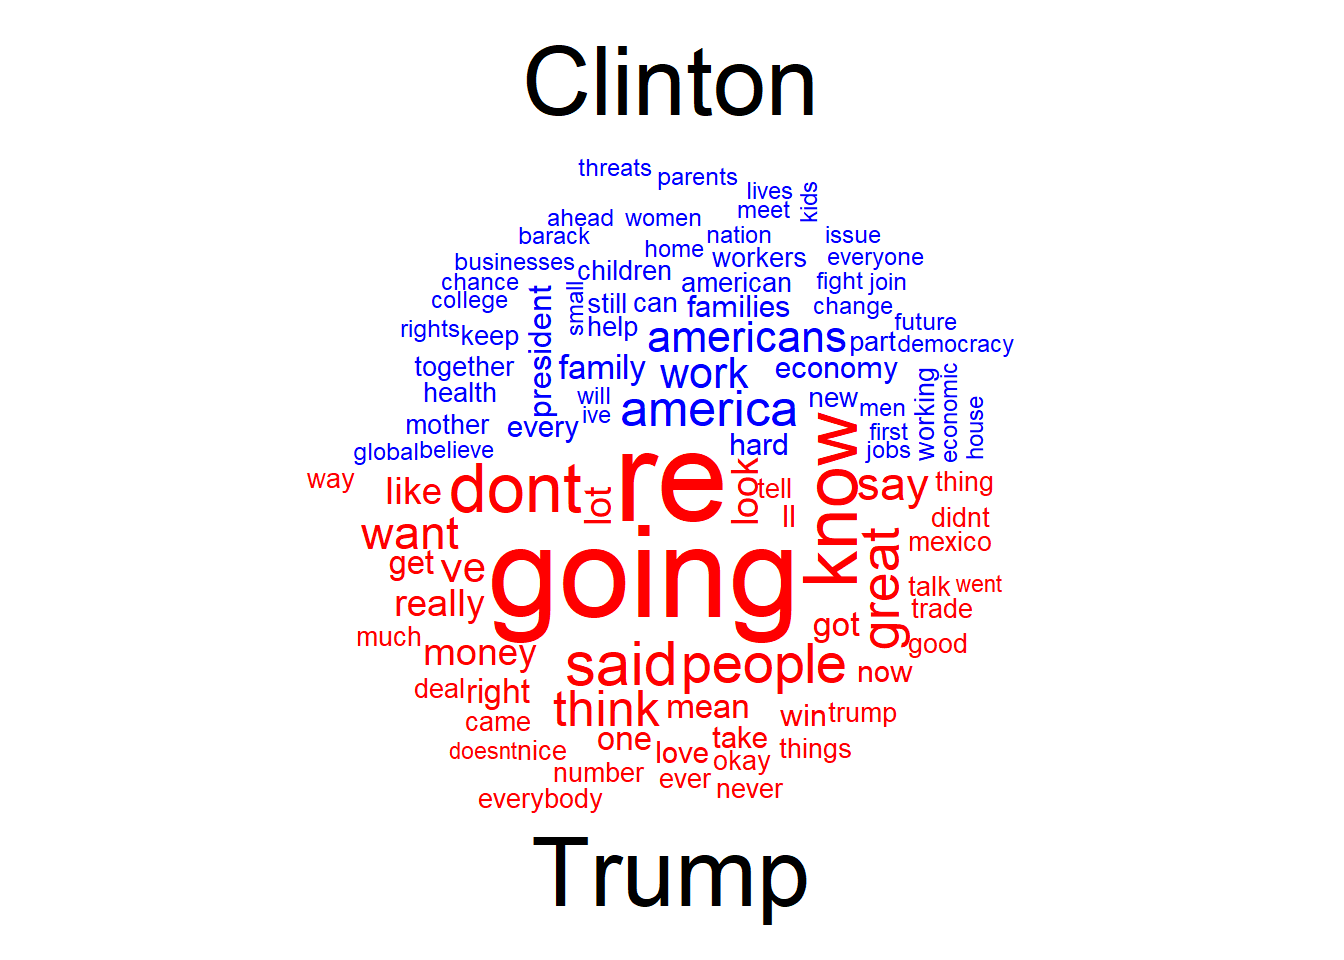 Clinton
threats
parents
lives
kids
meet
ahead women
barack
nation
issue
home
workers
everyone
businesses
children
american
fight join
chance
college
president
small
still can
families
change
rights
keep
help
americans
part
future
democracy
together
family
work
economy
health
will
america
new
men
working
economic
house
mother
every
ive
hard
first
jobs
global
believe
way
like
dont
lot
re
look
tell
ll
know
say
thing
want
didnt
mexico
get
ve
going
great
talk
went
really
trade
much
got
good
money
said
people
now
deal
right
think
mean
win
trump
came
one
love
take
things
doesnt
nice
okay
number
ever
never
everybody
Trump